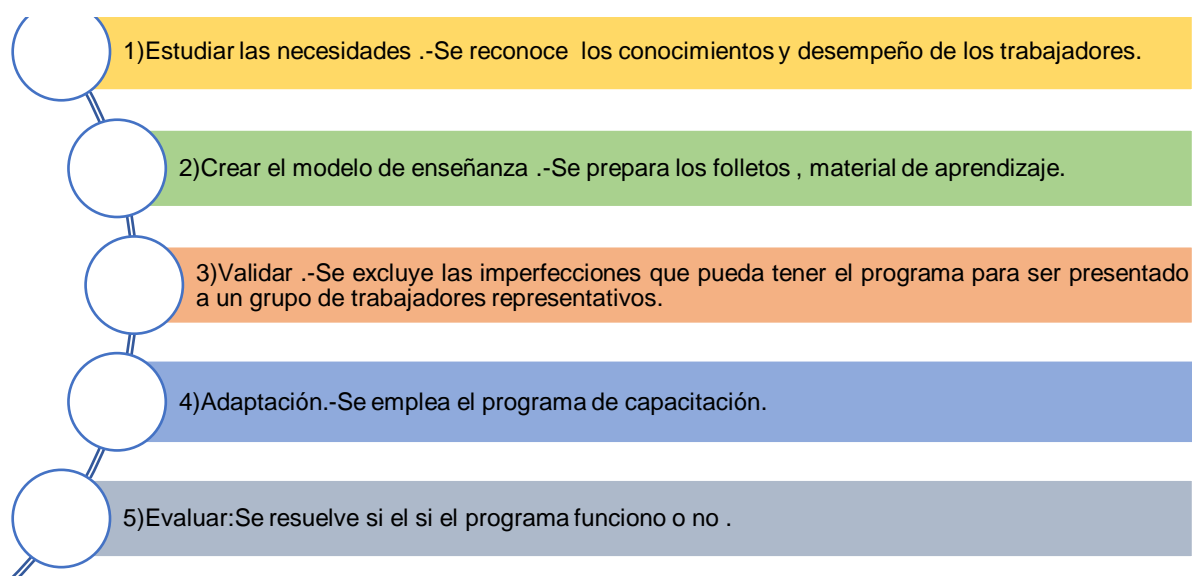 1)Estudiar las necesidades .-Se reconoce los conocimientos y desempeño de los trabajadores.
2)Crear el modelo de enseñanza .-Se prepara los folletos , material de aprendizaje.
3)Validar .-Se excluye las imperfecciones que pueda tener el programa para ser presentado
a un grupo de trabajadores representativos.
4)Adaptación.-Se emplea el programa de capacitación.
5)Evaluar:Se resuelve si el si el programa funciono o no .